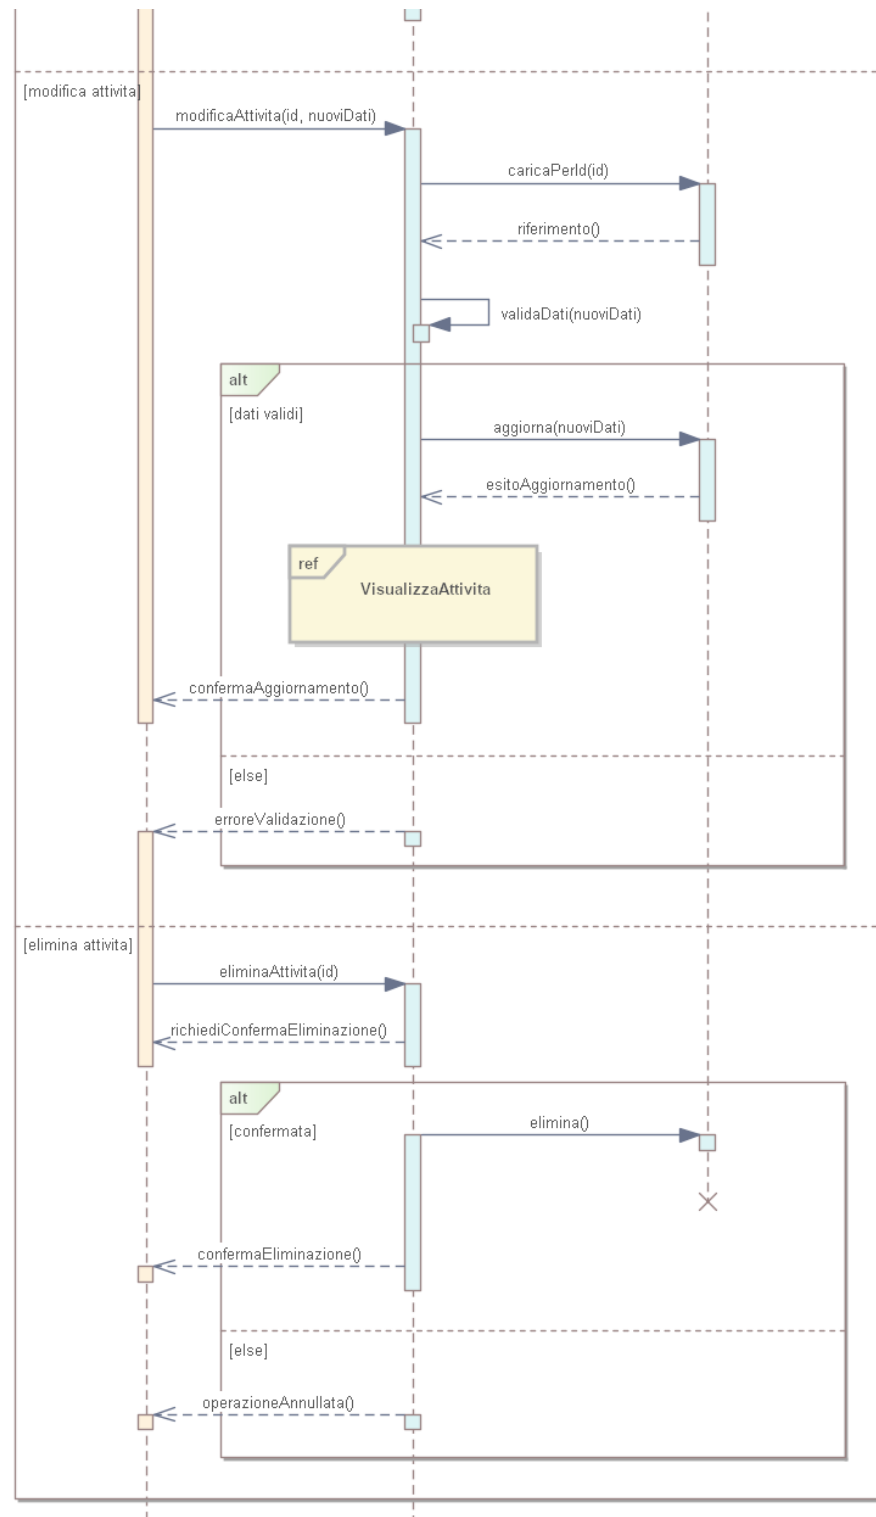 [modifica attivita]
modificaAttivita(id, nuoviDati)
caricaPerId(id)
riferimento()
validaDati(nuoviDati)
alt
[dati validi]
aggiorna(nuoviDati)
esitoAggiornamento()
ref
VisualizzaAttivita
confermaAggiornamento()
[else]
erroreValidazione()
[elimina attivita]
eliminaAttivita(id)
richiediConfermaEliminazione()
alt
[confermata]
elimina()
confermaEliminazione()
[else]
operazioneAnnullata()